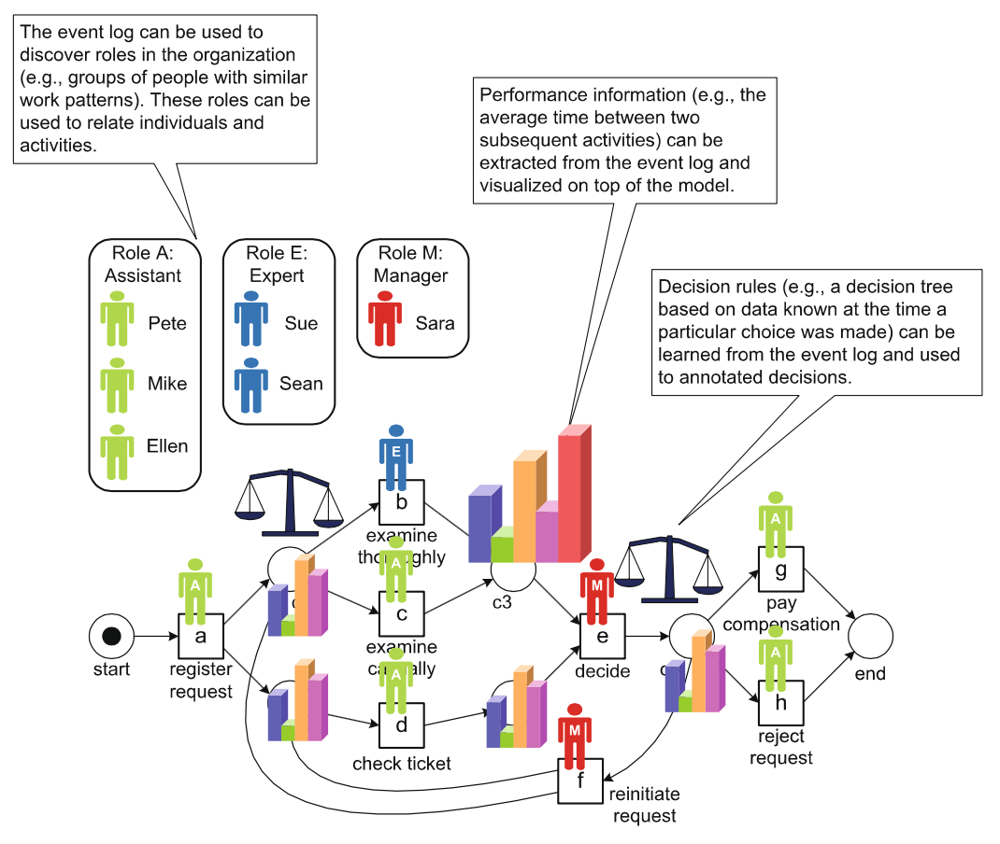 The event log can be used to
discover roles in the organization
(e.g., groups of people with similar
work patterns). These roles can be
used to relate individuals and
activities.
Performance information (e.g., the
average time between two
subsequent activities) can be
extracted from the event log and
visualized on top of the model.
Decision rules (e.g., a decision tree
based on data known at the time a
particular choice was made) can be
learned from the event log and used
to annotated decisions.
Role A:
Assistant
Pete
Mike
Ellen
Role E:
Expert
Sue
Sean
Role M:
Manager
Sara
E
b
examine
thoroughly
A
c
examine
casually
A
d
check ticket
A
a
register
request
start
c3
M
e
decide
M
f
reinitiate
request
A
g
pay
compensation
A
h
reject
request
end